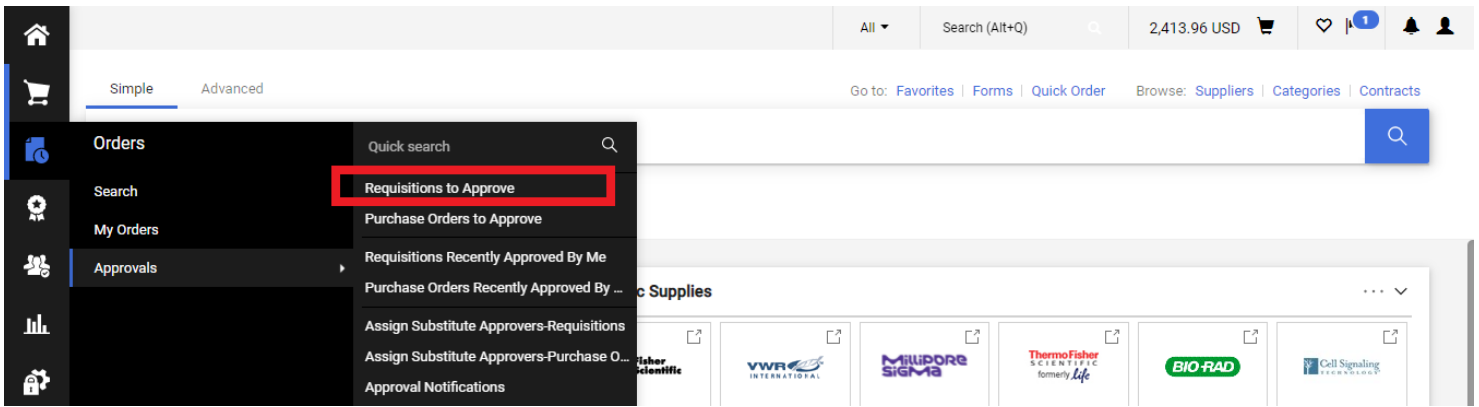 All
Search (Alt+Q)
2,413.96 USD
1
Simple
Advanced
Go to: Favorites | Forms | Quick Order
Browse: Suppliers | Categories | Contracts
Orders
Search
My Orders
Approvals
Quick search
Requisitions to Approve
Purchase Orders to Approve
Requisitions Recently Approved By Me
Purchase Orders Recently Approved By ...
Assign Substitute Approvers-Requisitions
Assign Substitute Approvers-Purchase O...
Approval Notifications
c Supplies
Fisher
Scientific
VWR
INTERNATIONAL
MILLIPORE
SIGMA
ThermoFisher
SCIENTIFIC
formerly life
BIO-RAD
Cell Signaling
TECHNOLOGY